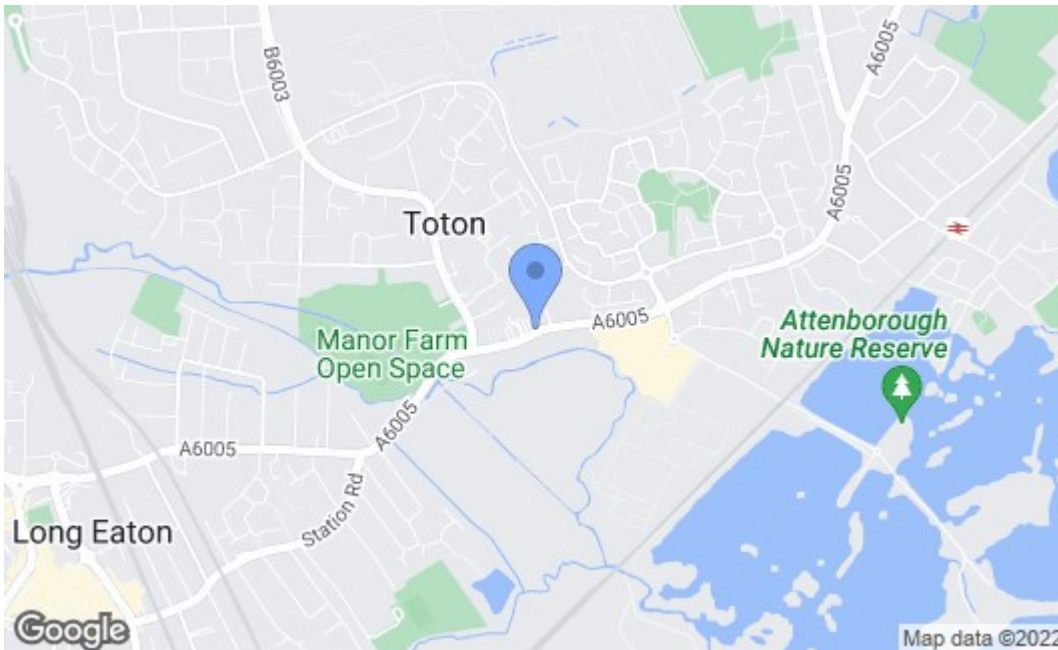 A6005
B6003
A6005
Toton
A6005
Manor Farm
Open Space
Attenborough
Nature Reserve
A6005
A6005
Station Rd
Long Eaton
Google
Map data ©2022